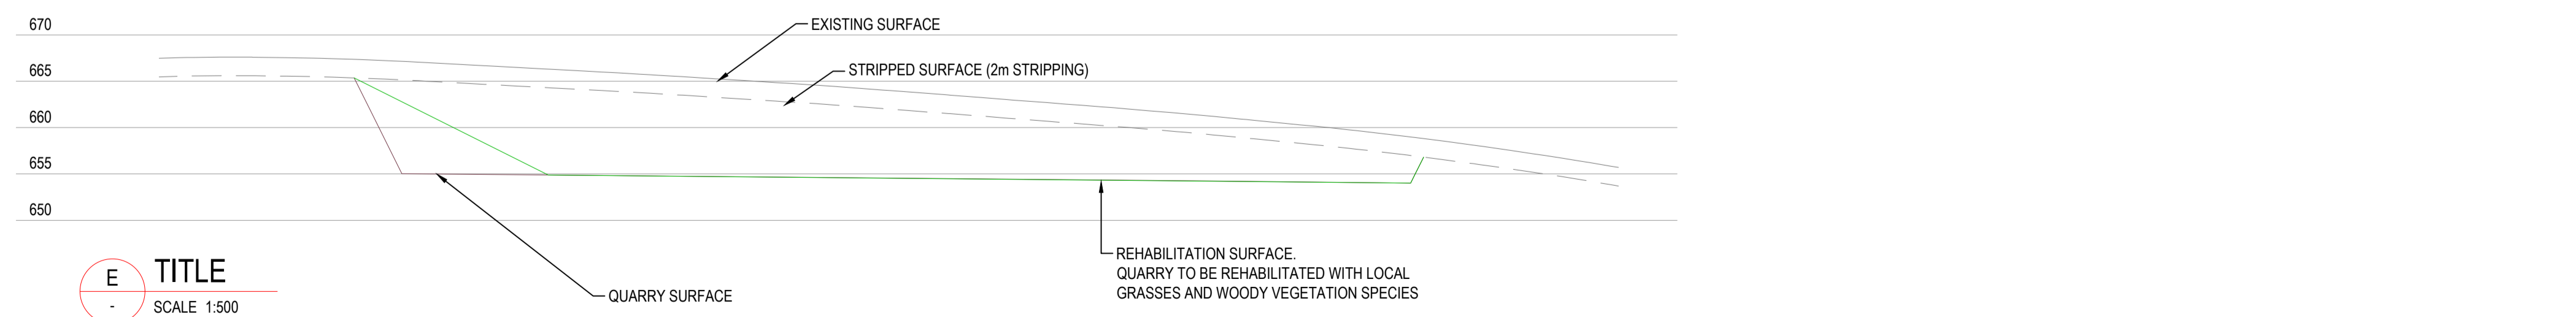 670
EXISTING SURFACE
665
STRIPPED SURFACE (2m STRIPPING)
660
655
650
REHABILITATION SURFACE.
QUARRY TO BE REHABILITATED WITH LOCAL
GRASSES AND WOODY VEGETATION SPECIES
QUARRY SURFACE
E
TITLE
-
SCALE 1:500